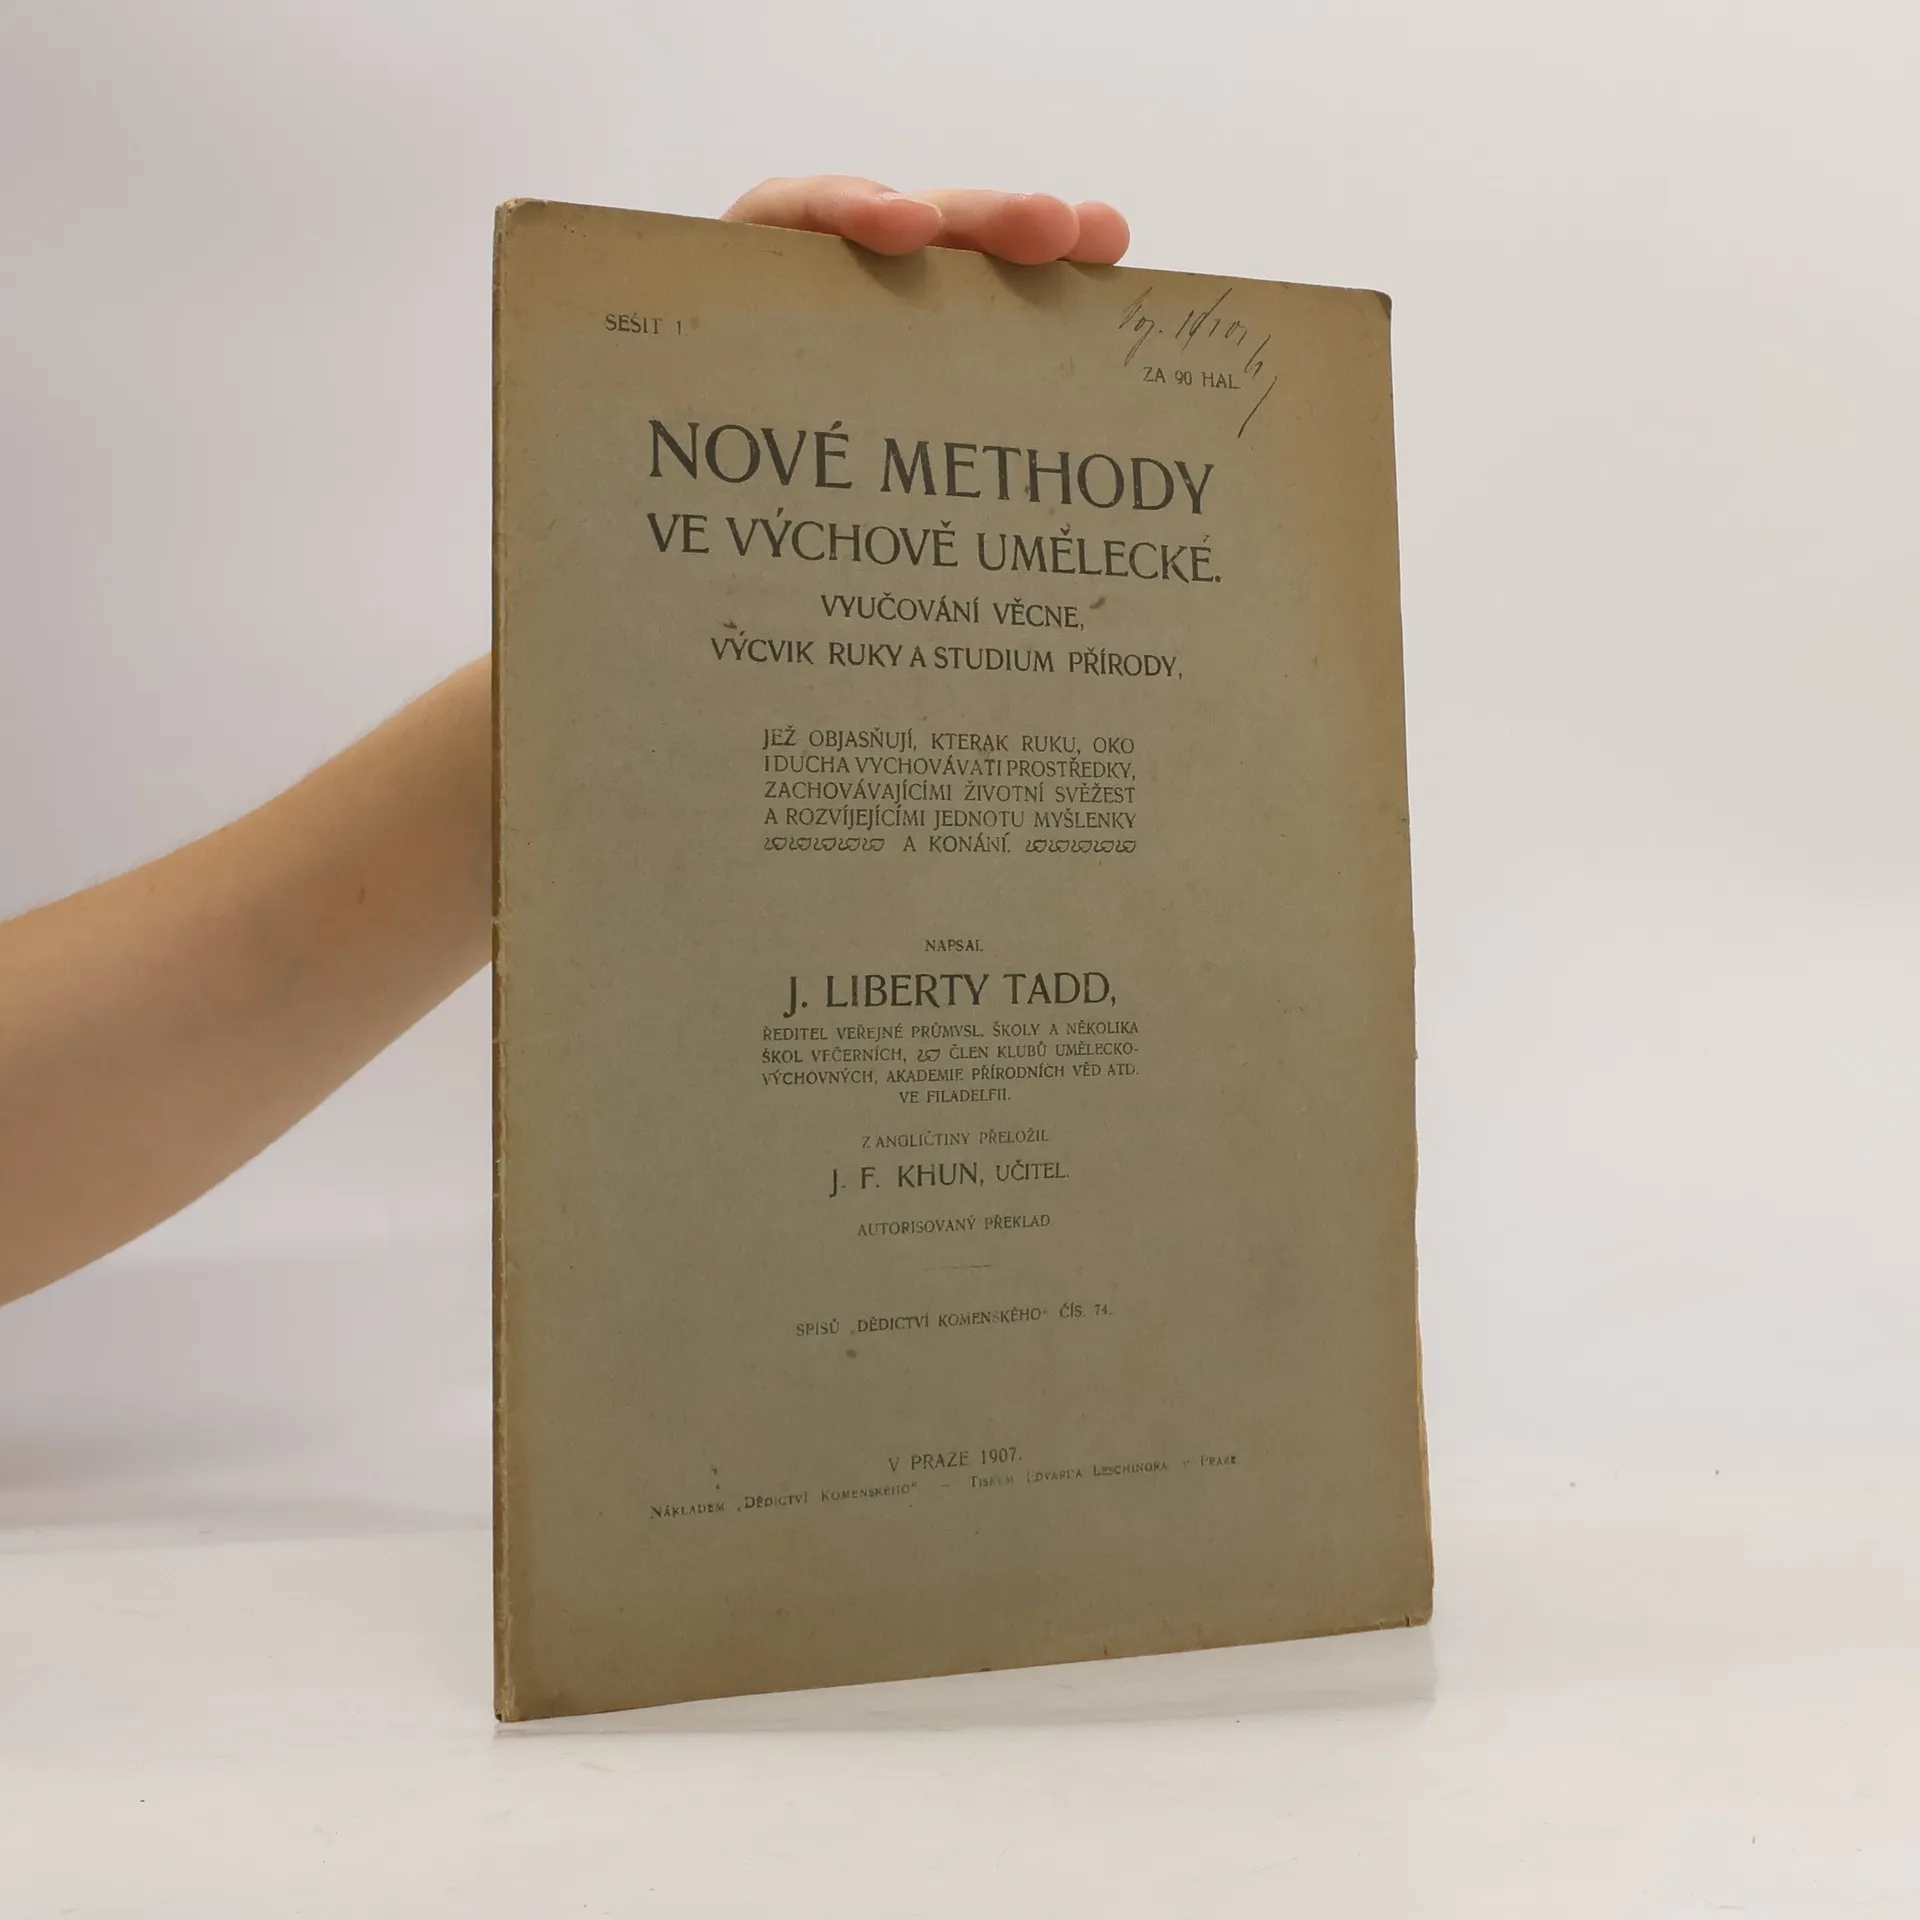 SEŠIT 1.
ZA 90 HAL.
NOVÉ METHODY
VE VÝCHOVĚ UMĚLECKÉ.
VYUČOVÁNÍ VĚCNE,
VÝCVIK RUKY A STUDIUM PŘÍRODY,
JEŽ OBJASŇUJÍ, KTERAK RUKU, OKO
I DUCHA VYCHOVÁVATI PROSTŘEDKY,
ZACHOVÁVAJÍCÍMI ŽIVOTNÍ SVĚŽEST
A ROZVÍJEJÍCÍMI JEDNOTU MYŠLENKY
A KONÁNÍ.
NAPSAL
J. LIBERTY TADD,
ŘEDITEL VEŘEJNÉ PRŮMYSL. ŠKOLY A NĚKOLIKA
ŠKOL VEČERNÍCH, ČLEN KLUBŮ UMĚLECKO-
VÝCHOVNÝCH, AKADEMIE PŘÍRODNÍCH VĚD ATD.
VE FILADELFII.
Z ANGLIČTINY PŘELOŽIL
J. F. KHUN, UČITEL.
AUTORISOVANÝ PŘEKLAD.
SPISŮ „DĚDICTVÍ KOMENSKÉHO“ ČÍS. 74.
V PRAZE 1907.
NÁKLADEM „DĚDICTVÍ KOMENSKÉHO“ — TISKEM EDVARDA LESCHINGRA V PRAZE